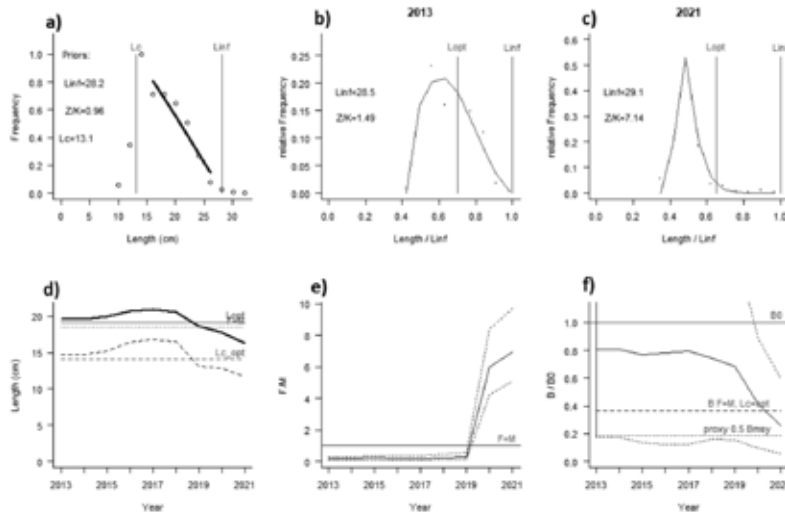 a)
Lc
Linf
Priors:
Linf=28.2
Z/K=0.96
Lc=13.1
Frequency
0.0
0.2
0.4
0.6
0.8
1.0
0 5 10 15 20 25 30
Length (cm)
b)
2013
Lopt
Linf
Linf=28.5
Z/K=1.49
relative Frequency
0.00
0.05
0.10
0.15
0.20
0.25
0.30
0.0 0.2 0.4 0.6 0.8 1.0
Length / Linf
c)
2021
Lopt
Linf=29.1
Z/K=7.14
relative Frequency
0.0
0.1
0.2
0.3
0.4
0.5
0.6
0.0 0.2 0.4 0.6 0.8 1.0
Length / Linf
d)
Lopt
Lc_opt
Length (cm)
0
5
10
15
20
2013 2015 2017 2019 2021
Year
e)
F=M
F/M
0
2
4
6
8
10
2013 2015 2017 2019 2021
Year
f)
B0
B F=M, Lc=opt
proxy 0.5 Bmsy
B / B0
0.0
0.2
0.4
0.6
0.8
1.0
2013 2015 2017 2019 2021
Year